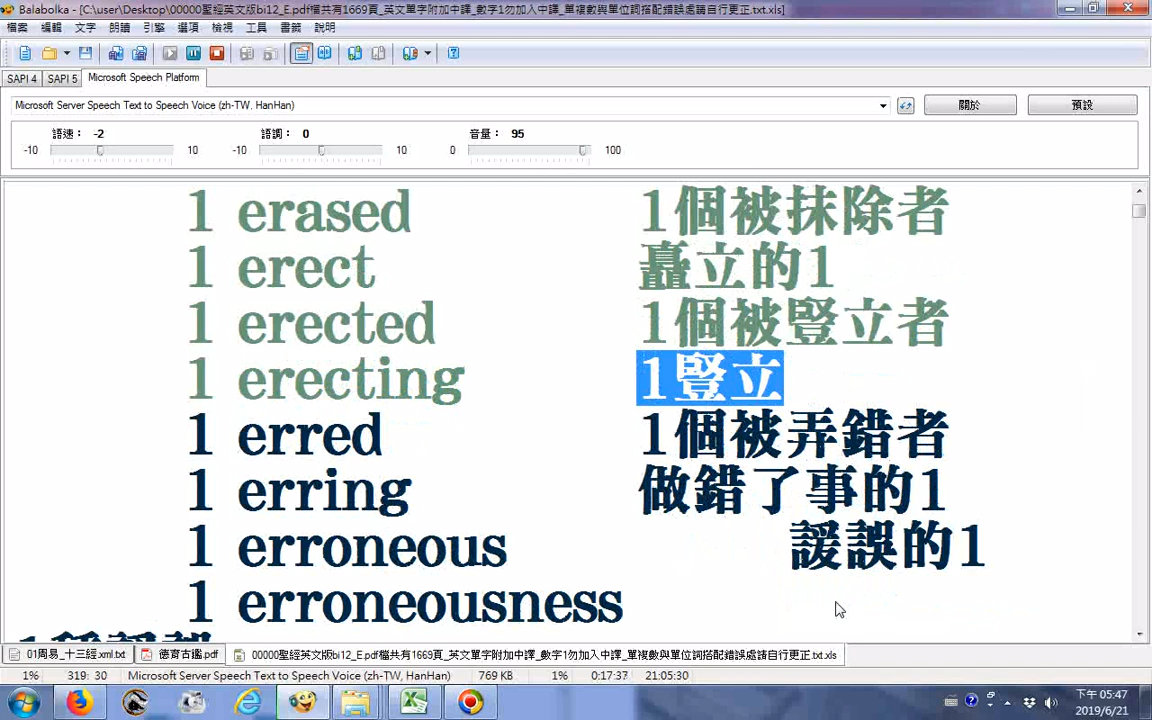 Balabolka - [C:\user\Desktop\00000聖經英文版bi12_E.pdf檔共有1669頁_英文單字附加中譯_數字1勿加入中譯_單複數與單位詞搭配錯誤處請自行更正.txt.xls]
檔案 編輯 文字 朗讀 引擎 選項 檢視 工具 書籤 說明
SAPI 4 SAPI 5 Microsoft Speech Platform
Microsoft Server Speech Text to Speech Voice (zh-TW, HanHan) 關於 預設
語速： -2 語調： 0 音量： 95
-10 10 -10 10 0 100
1 erased 1個被抹除者
1 erect 矗立的1
1 erected 1個被豎立者
1 erecting 1豎立
1 erred 1個被弄錯者
1 erring 做錯了事的1
1 erroneous 諼誤的1
1 erroneousness
01周易_十三經.xml.txt 德育古鑑.pdf 00000聖經英文版bi12_E.pdf檔共有1669頁_英文單字附加中譯_數字1勿加入中譯_單複數與單位詞搭配錯誤處請自行更正.txt.xls
1% 319: 30 Microsoft Server Speech Text to Speech Voice (zh-TW, HanHan) 769 KB 1% 0:17:37 21:05:30
下午 05:47
2019/6/21